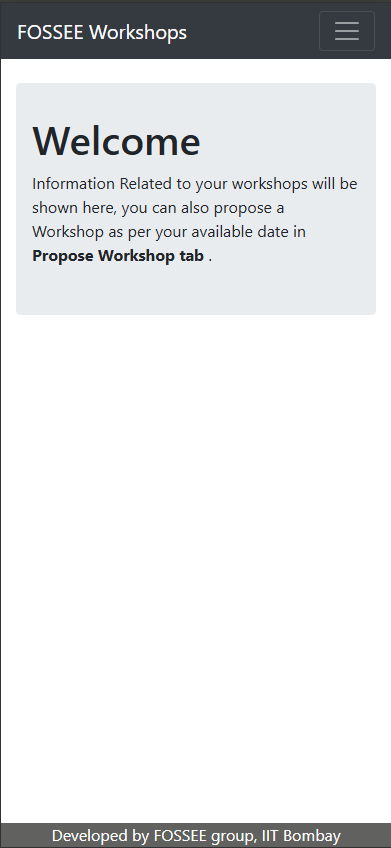 FOSSEE Workshops
Welcome
Information Related to your workshops will be
shown here, you can also propose a
Workshop as per your available date in
Propose Workshop tab .
Developed by FOSSEE group, IIT Bombay